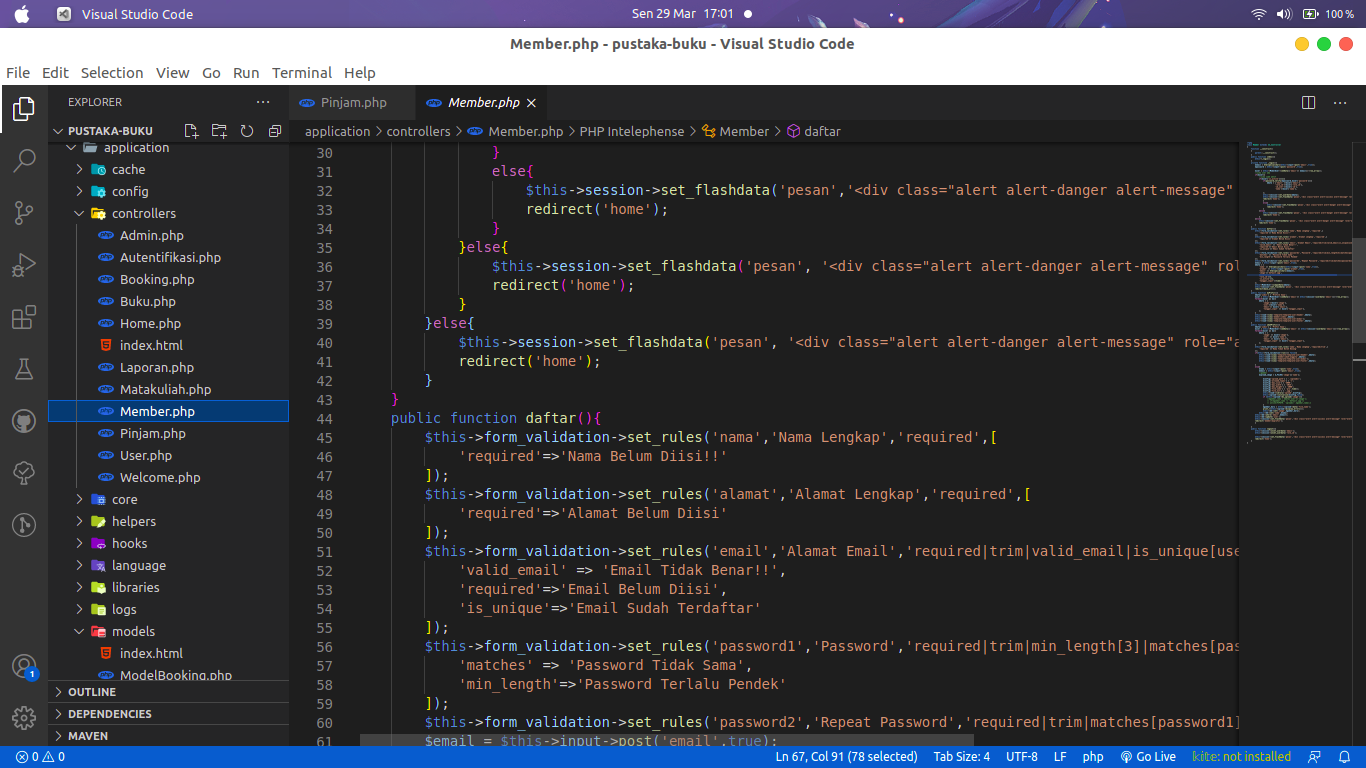 Visual Studio Code
Sen 29 Mar 17:01
100 %
Member.php - pustaka-buku - Visual Studio Code
File Edit Selection View Go Run Terminal Help
EXPLORER
PUSTAKA-BUKU
application
cache
config
controllers
Admin.php
Autentifikasi.php
Booking.php
Buku.php
Home.php
index.html
Laporan.php
Matakuliah.php
Member.php
Pinjam.php
User.php
Welcome.php
core
helpers
hooks
language
libraries
logs
models
index.html
ModelBooking.php
OUTLINE
DEPENDENCIES
MAVEN
1
Pinjam.php
Member.php
application > controllers > Member.php > PHP Intelephense > Member > daftar
30 }
31 else{
32 $this->session->set_flashdata('pesan','<div class="alert alert-danger alert-message"
33 redirect('home');
34 }
35 }else{
36 $this->session->set_flashdata('pesan', '<div class="alert alert-danger alert-message" rol
37 redirect('home');
38 }
39 }else{
40 $this->session->set_flashdata('pesan', '<div class="alert alert-danger alert-message" role="a
41 redirect('home');
42 }
43 }
44 public function daftar(){
45 $this->form_validation->set_rules('nama','Nama Lengkap','required',[
46 'required'=>'Nama Belum Diisi!!'
47 ]);
48 $this->form_validation->set_rules('alamat','Alamat Lengkap','required',[
49 'required'=>'Alamat Belum Diisi'
50 ]);
51 $this->form_validation->set_rules('email','Alamat Email','required|trim|valid_email|is_unique[use
52 'valid_email' => 'Email Tidak Benar!!',
53 'required'=>'Email Belum Diisi',
54 'is_unique'=>'Email Sudah Terdaftar'
55 ]);
56 $this->form_validation->set_rules('password1','Password','required|trim|min_length[3]|matches[pas
57 'matches' => 'Password Tidak Sama',
58 'min_length'=>'Password Terlalu Pendek'
59 ]);
60 $this->form_validation->set_rules('password2','Repeat Password','required|trim|matches[password1]
61 $email = $this->input->post('email',true);
0 0
Ln 67, Col 91 (78 selected) Tab Size: 4 UTF-8 LF php Go Live kite: not installed